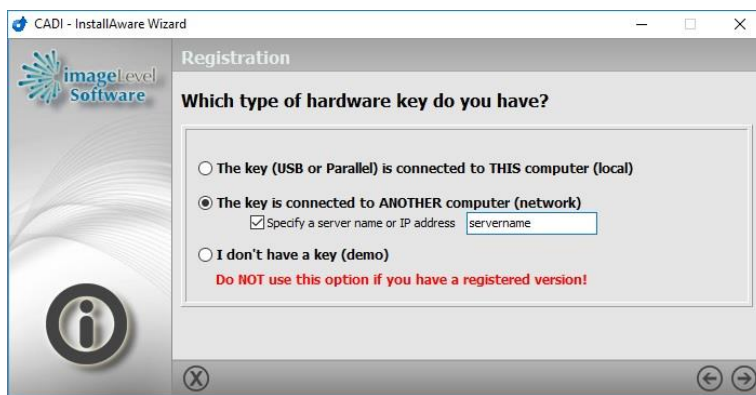 CADI - InstallAware Wizard
imageLevel
Software
Registration
Which type of hardware key do you have?
The key (USB or Parallel) is connected to THIS computer (local)
The key is connected to ANOTHER computer (network)
Specify a server name or IP address servername
I don't have a key (demo)
Do NOT use this option if you have a registered version!